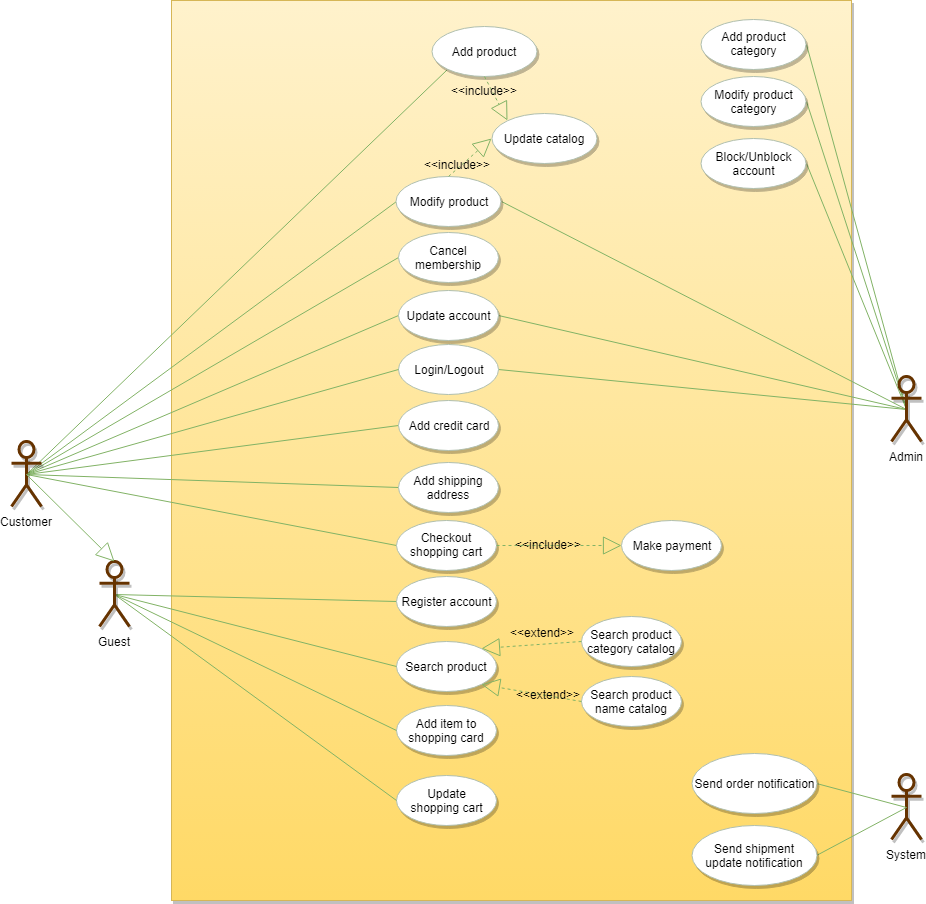 Add product
Add product
category
<<include>>
Modify product
category
Update catalog
<<include>>
Block/Unblock
account
Modify product
Cancel
membership
Update account
Login/Logout
Add credit card
Admin
Add shipping
address
Customer
Checkout
shopping cart
<<include>>
Make payment
Register account
Guest
Search product
<<extend>>
Search product
category catalog
<<extend>>
Search product
name catalog
Add item to
shopping card
Update
shopping cart
Send order notification
Send shipment
update notification
System